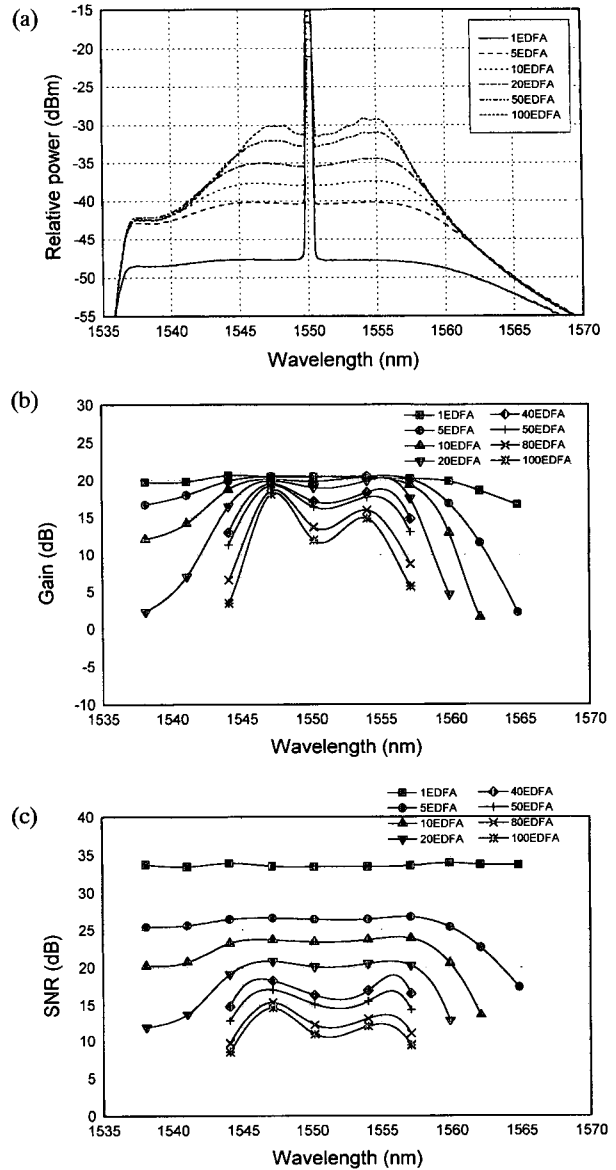 (a)
-15
-20
-25
-30
-35
-40
-45
-50
-55
Relative power (dBm)
1EDFA
5EDFA
10EDFA
20EDFA
50EDFA
100EDFA
1535 1540 1545 1550 1555 1560 1565 1570
Wavelength (nm)
(b)
30
25
20
15
10
5
0
-5
-10
Gain (dB)
1EDFA 40EDFA
5EDFA 50EDFA
10EDFA 80EDFA
20EDFA 100EDFA
1535 1540 1545 1550 1555 1560 1565 1570
Wavelength (nm)
(c)
1EDFA 40EDFA
5EDFA 50EDFA
10EDFA 80EDFA
20EDFA 100EDFA
40
35
30
25
20
15
10
5
0
SNR (dB)
1535 1540 1545 1550 1555 1560 1565 1570
Wavelength (nm)